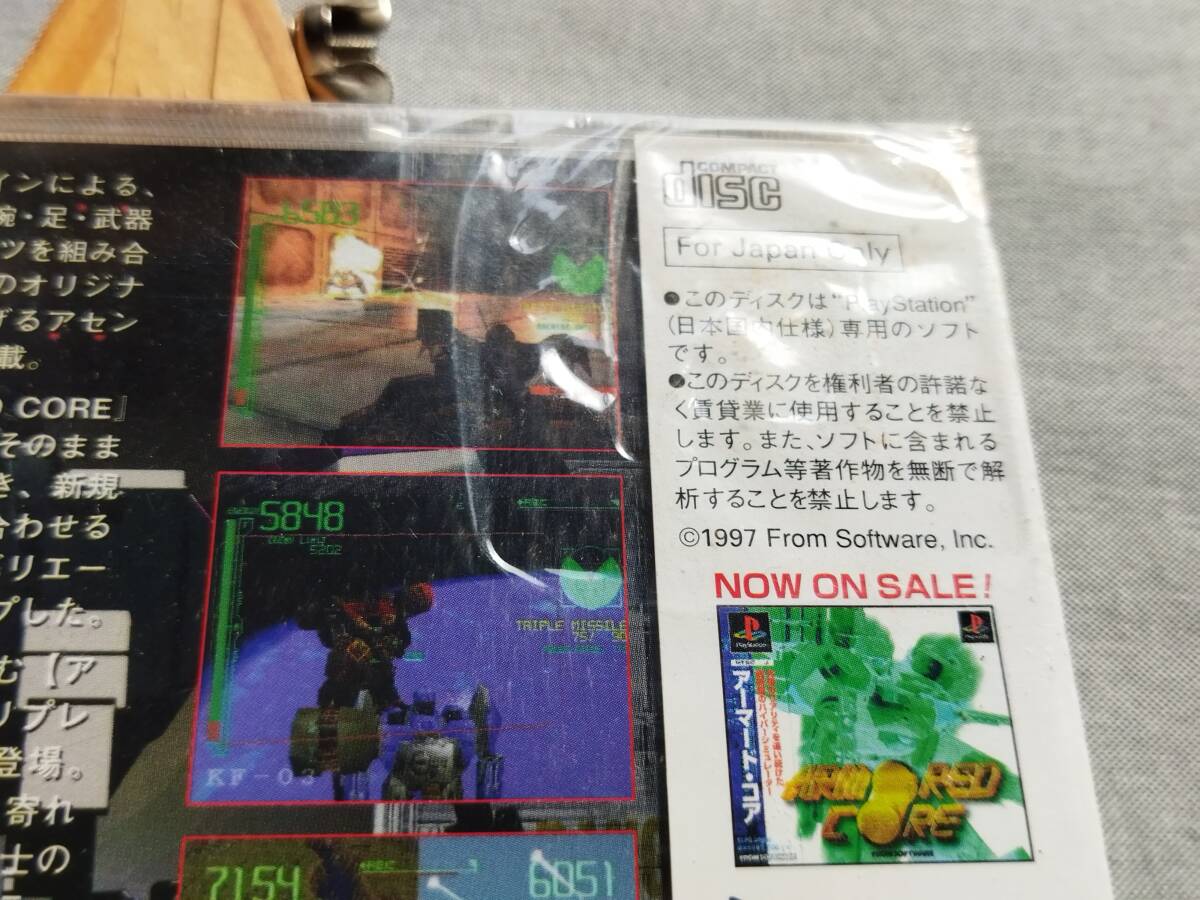 インによる、
腕・足・武器
ツを組み合
のオリジナ
げるアセン
載。
CORE』
そのまま
き、新規
合わせる
バリエー
プした。
む【ア
リプレ
登場。
寄れ
士の
6583
5848
5202
TRIPLE MISSILE
KF-03
7154
6051
COMPACT
disc
For Japan Only
●このディスクは"PlayStation"
(日本国内仕様)専用のソフト
です。
●このディスクを権利者の許諾な
く賃貸業に使用することを禁止
します。また、ソフトに含まれる
プログラム等著作物を無断で解
析することを禁止します。
©1997 From Software, Inc.
NOW ON SALE!
PlayStation
アーマード・コア
ARMORED
CORE
FROM SOFTWARE